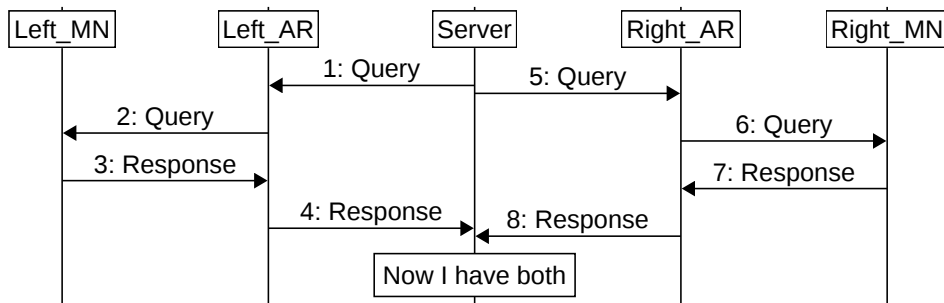 Left_MN
Left_AR
Server
Right_AR
Right_MN
1: Query
5: Query
2: Query
6: Query
3: Response
7: Response
4: Response
8: Response
Now I have both